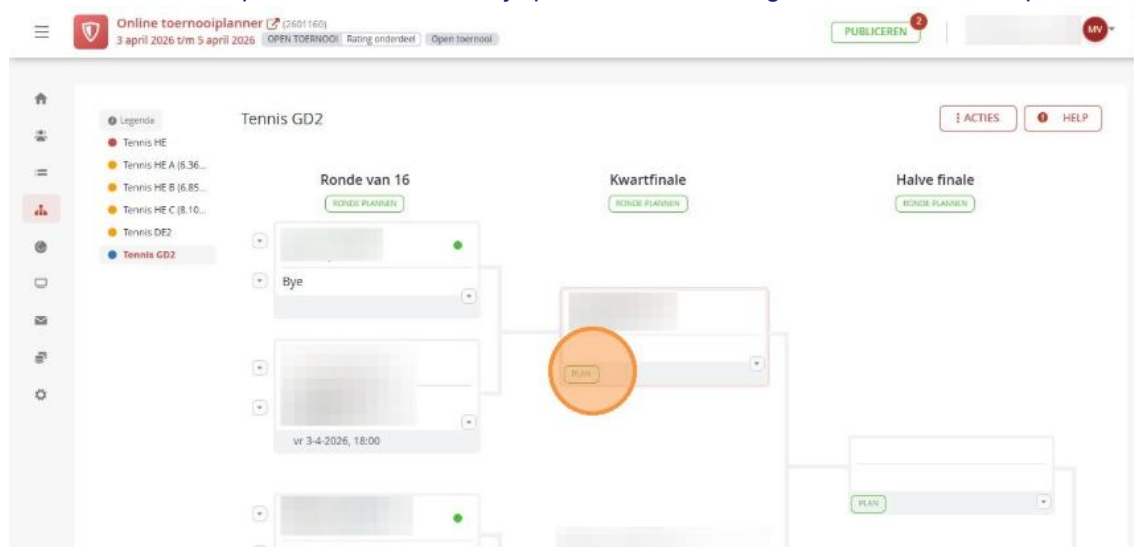 Online toernooiplanner (2601160)
3 april 2026 t/m 5 april 2026 OPEN TOERNOOI Rating onderdeel Open toernooi
PUBLICEREN 2
MV
Legenda
Tennis HE
Tennis HE A (6.36...
Tennis HE B (6.85...
Tennis HE C (8.10...
Tennis DE2
Tennis GD2
Tennis GD2
ACTIES
HELP
Ronde van 16
RONDE PLANNEN
Kwartfinale
RONDE PLANNEN
Halve finale
RONDE PLANNEN
Bye
PLAN
vr 3-4-2026, 18:00
PLAN